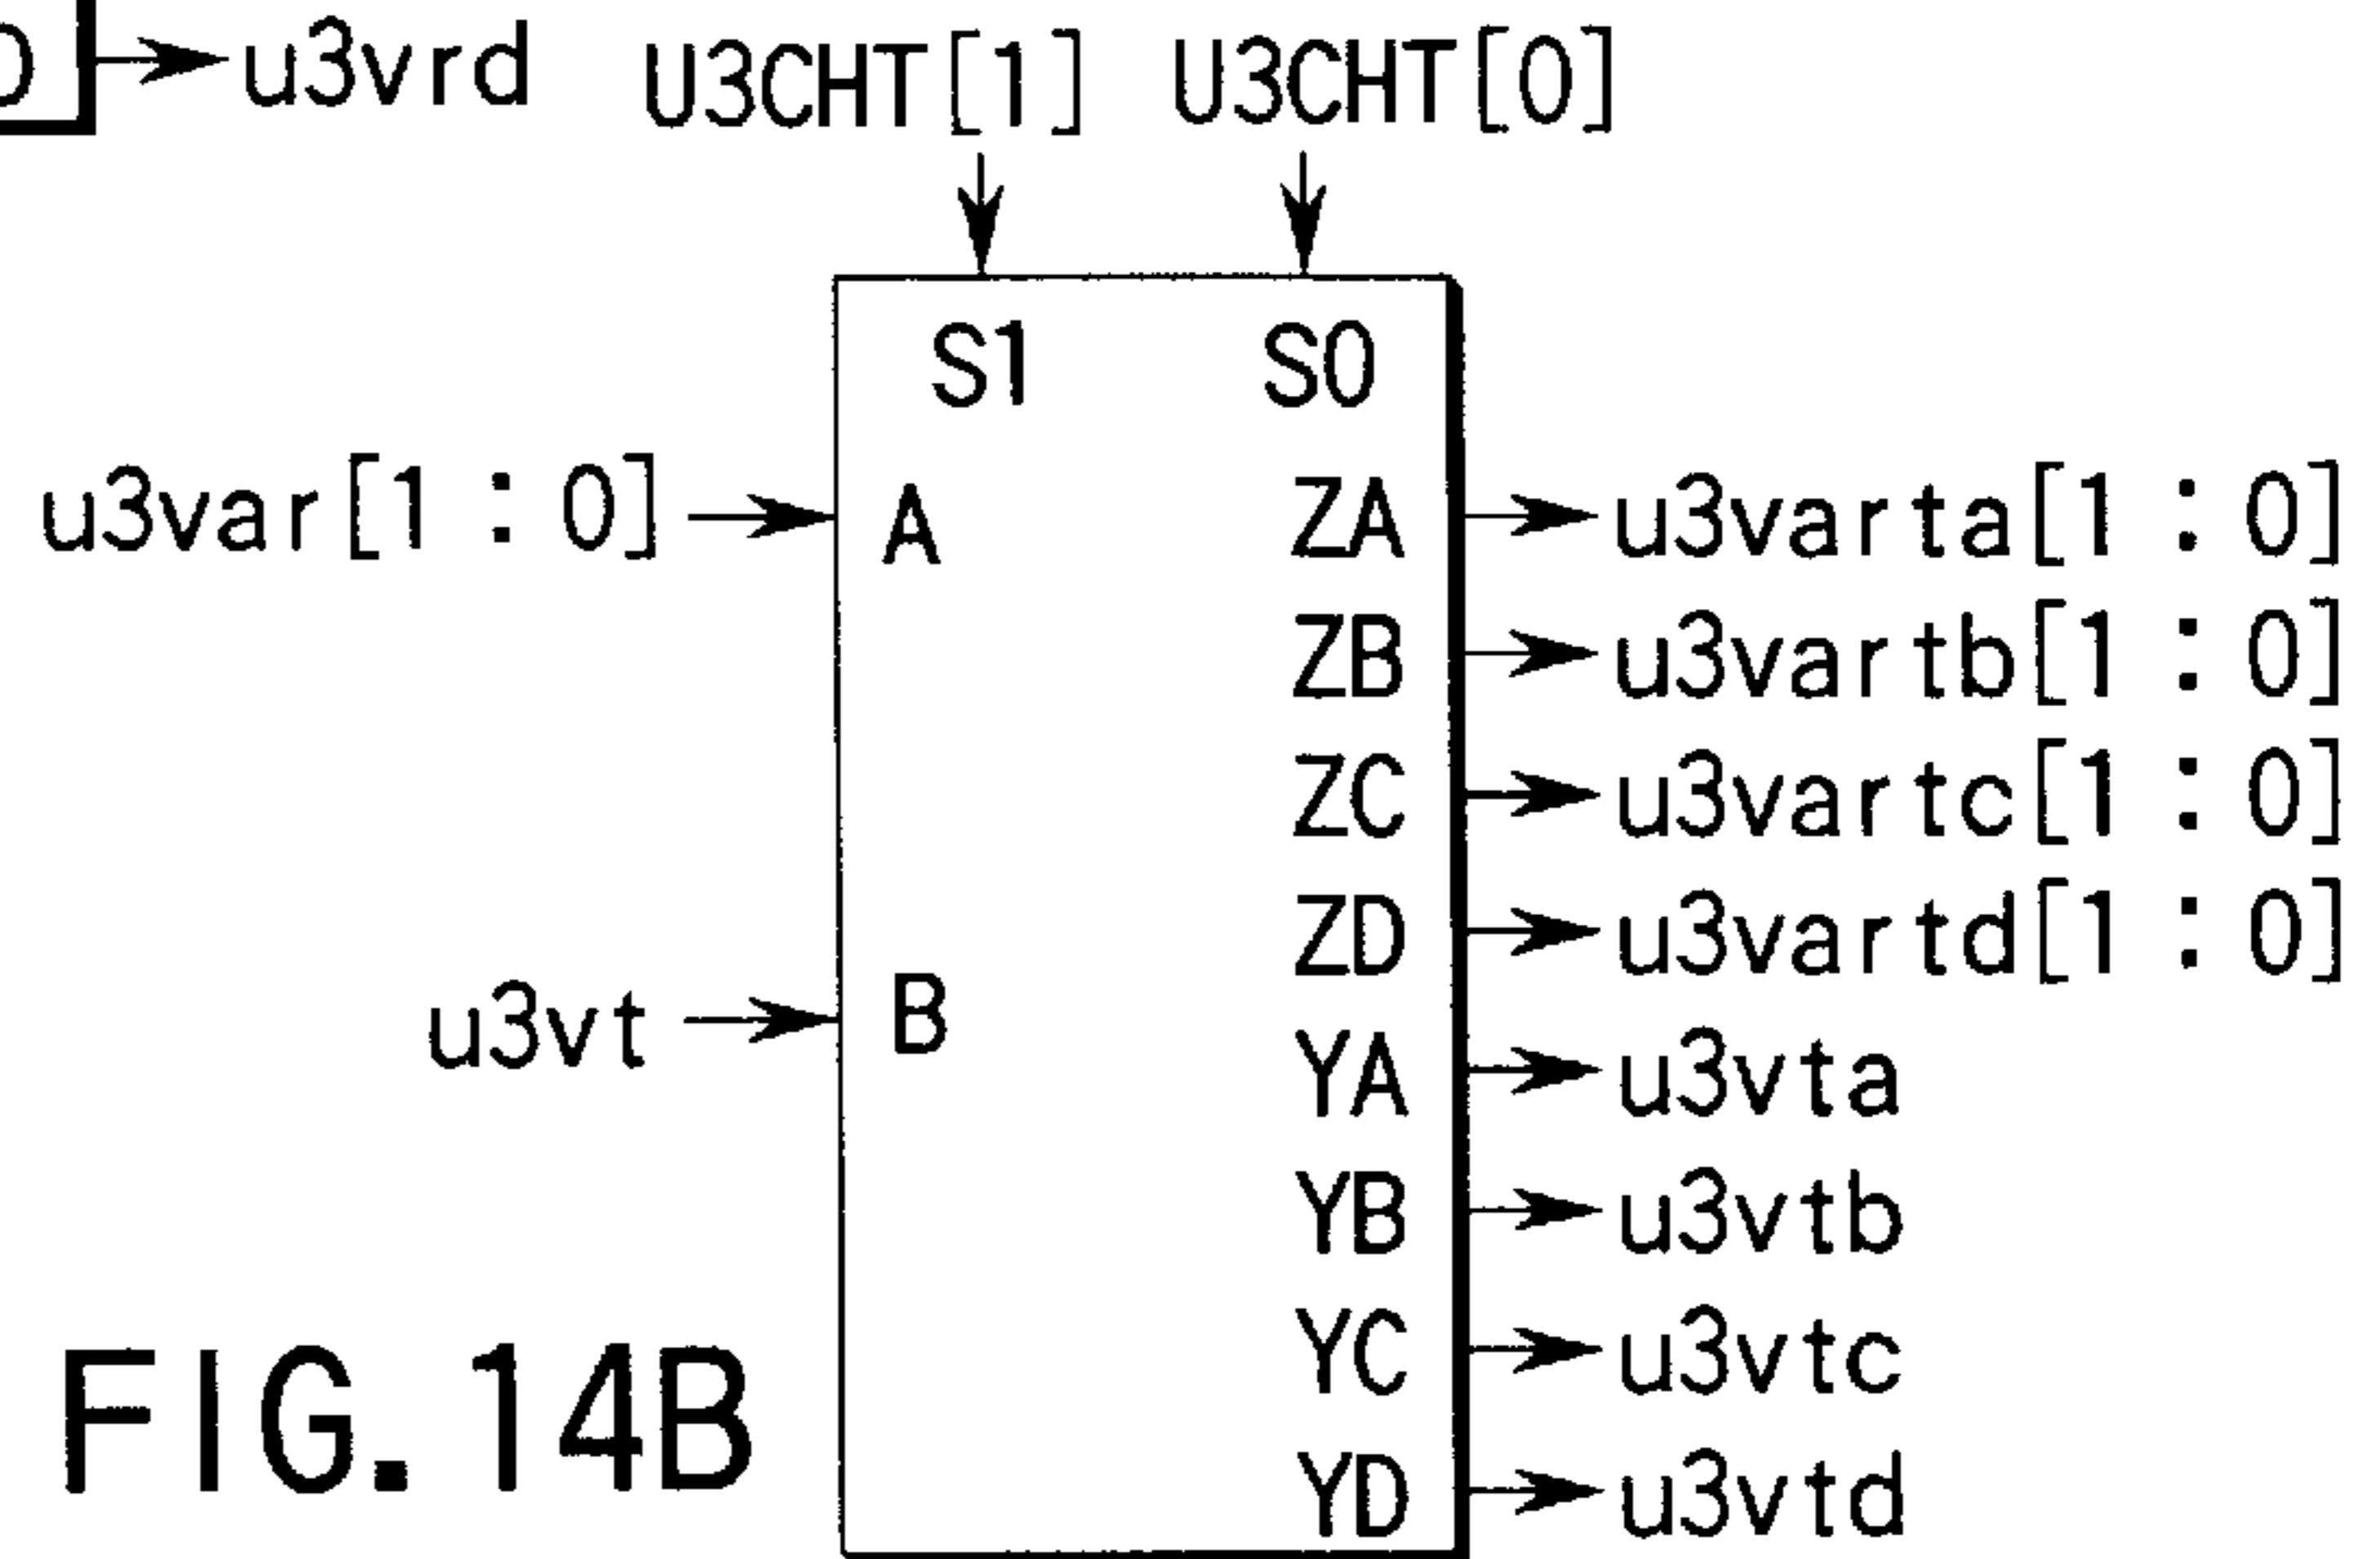 u3vrd U3CHT[1] U3CHT[0]
S1 S0
u3var[1:0] A ZA u3varta[1:0]
ZB u3vartb[1:0]
ZC u3vartc[1:0]
ZD u3vartd[1:0]
u3vt B
YA u3vta
YB u3vtb
YC u3vtc
FIG.14B
YD u3vtd